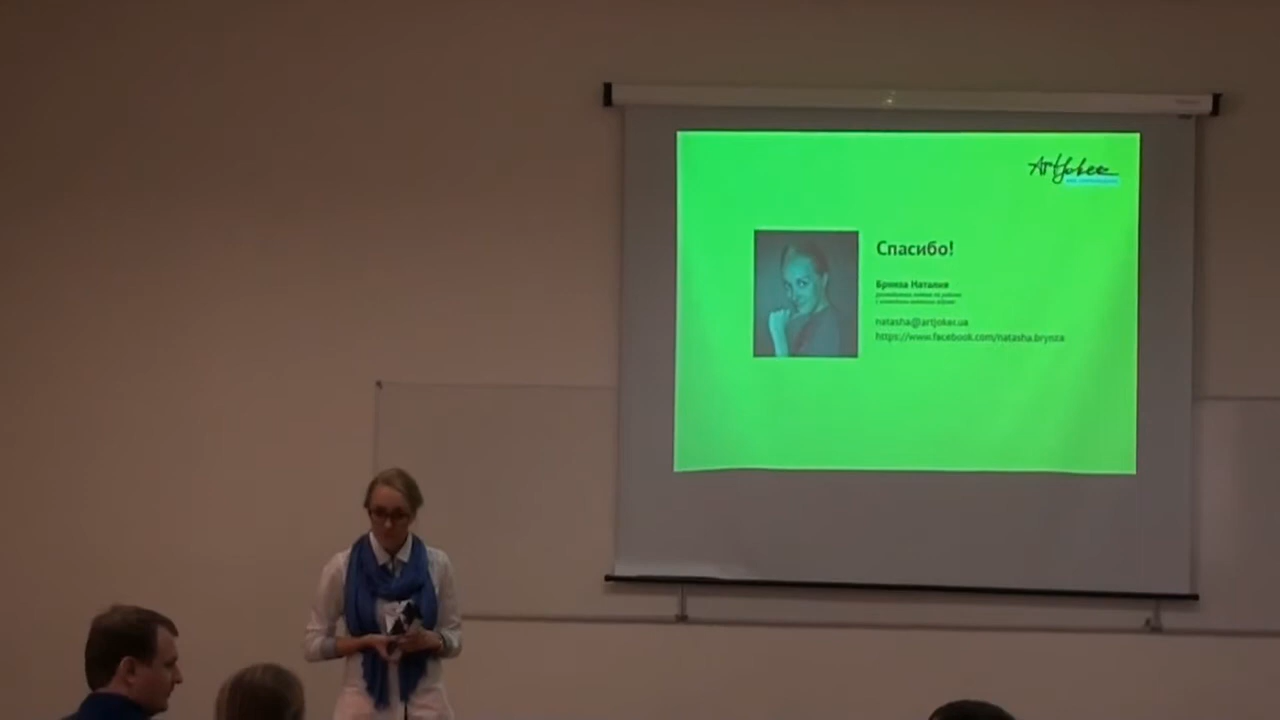 ArtJoker
Спасибо!
Брынза Наталия
natasha@artjoker.ua
https://www.facebook.com/natasha.brynza